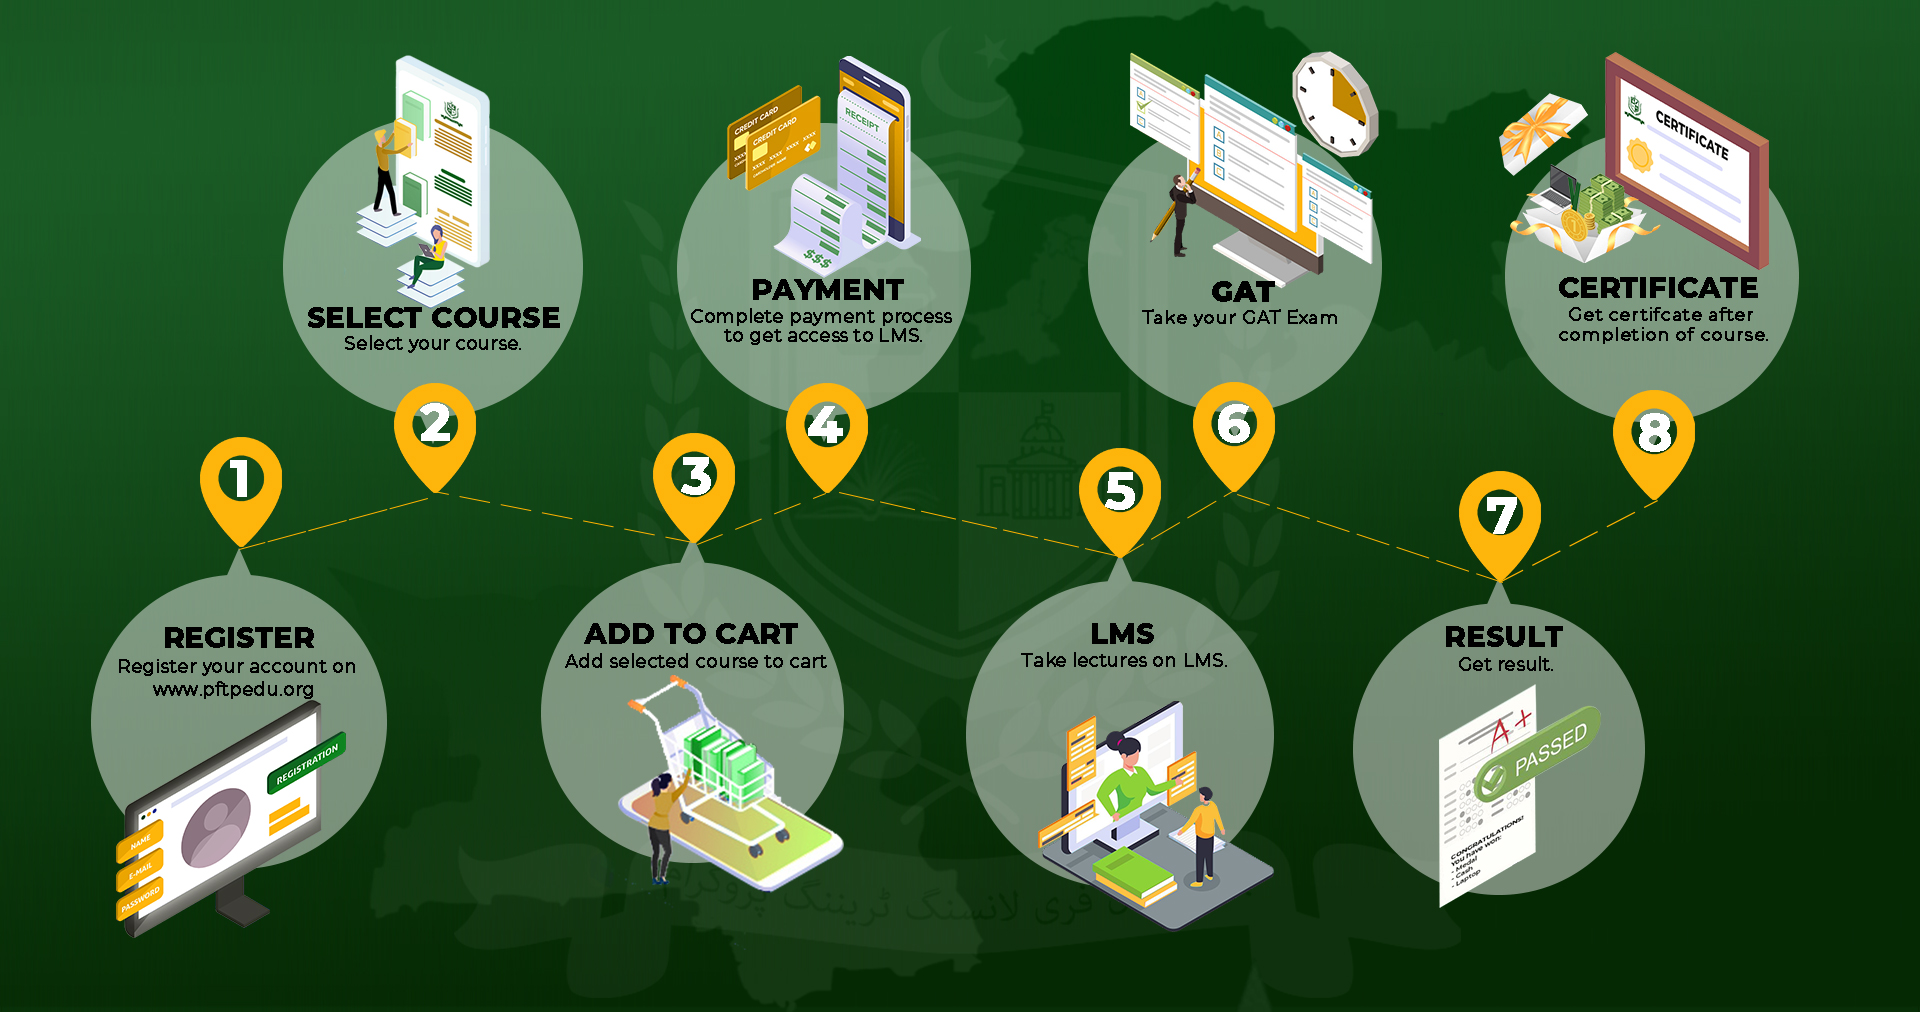 1
REGISTER
Register your account on
www.pftpedu.org
REGISTRATION
NAME
E-MAIL
PASSWORD
2
SELECT COURSE
Select your course.
3
ADD TO CART
Add selected course to cart
4
CREDIT CARD
CREDIT CARD
XXXX XXXX XXXX XXXX
RECEIPT
$$$
PAYMENT
Complete payment process
to get access to LMS.
5
LMS
Take lectures on LMS.
6
GAT
Take your GAT Exam
7
RESULT
Get result.
A+
PASSED
CONGRATULATIONS!
You have won:
- Medal
- Cash
- Laptop
8
CERTIFICATE
CERTIFICATE
Get certifcate after
completion of course.
فری لانسنگ ٹریننگ پروگرام